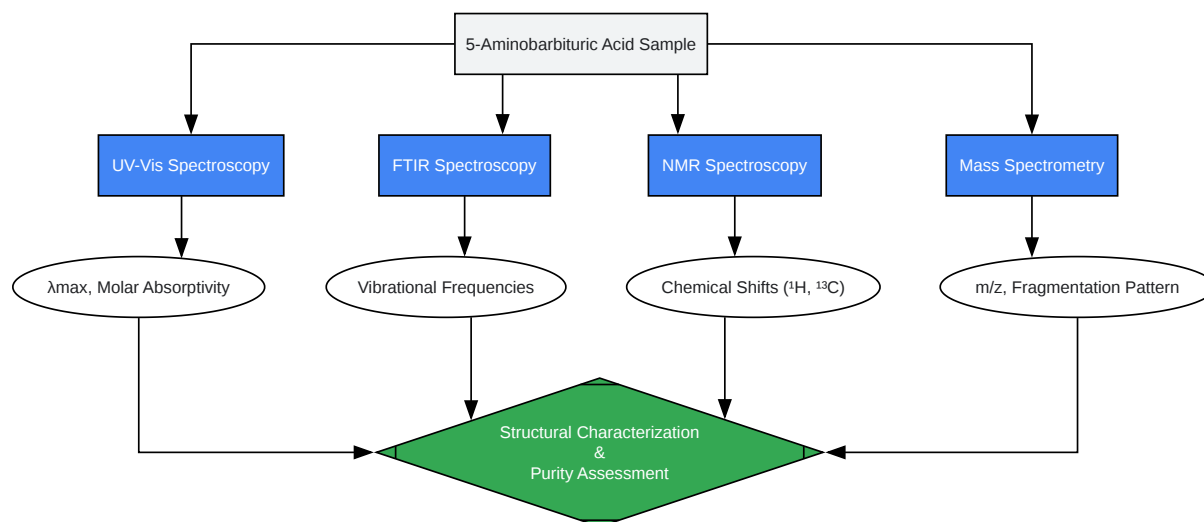 5-Aminobarbituric Acid Sample
UV-Vis Spectroscopy
FTIR Spectroscopy
NMR Spectroscopy
Mass Spectrometry
λmax, Molar Absorptivity
Vibrational Frequencies
Chemical Shifts (¹H, ¹³C)
m/z, Fragmentation Pattern
Structural Characterization
&
Purity Assessment